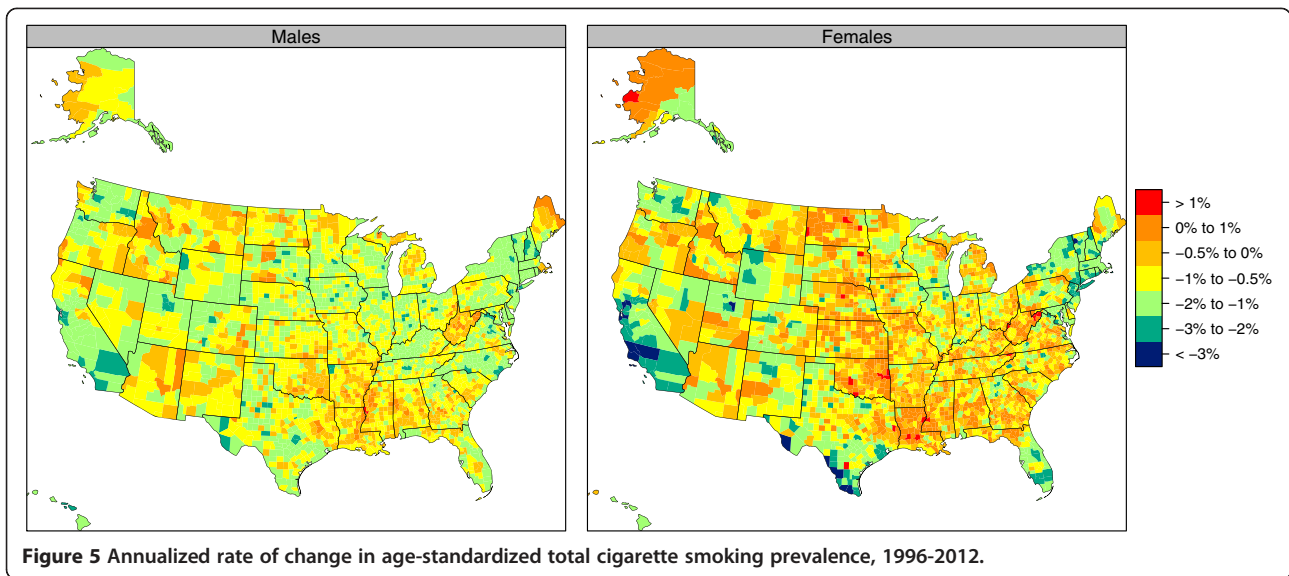 Males
Females
> 1%
0% to 1%
−0.5% to 0%
−1% to −0.5%
−2% to −1%
−3% to −2%
< −3%
Figure 5 Annualized rate of change in age-standardized total cigarette smoking prevalence, 1996-2012.